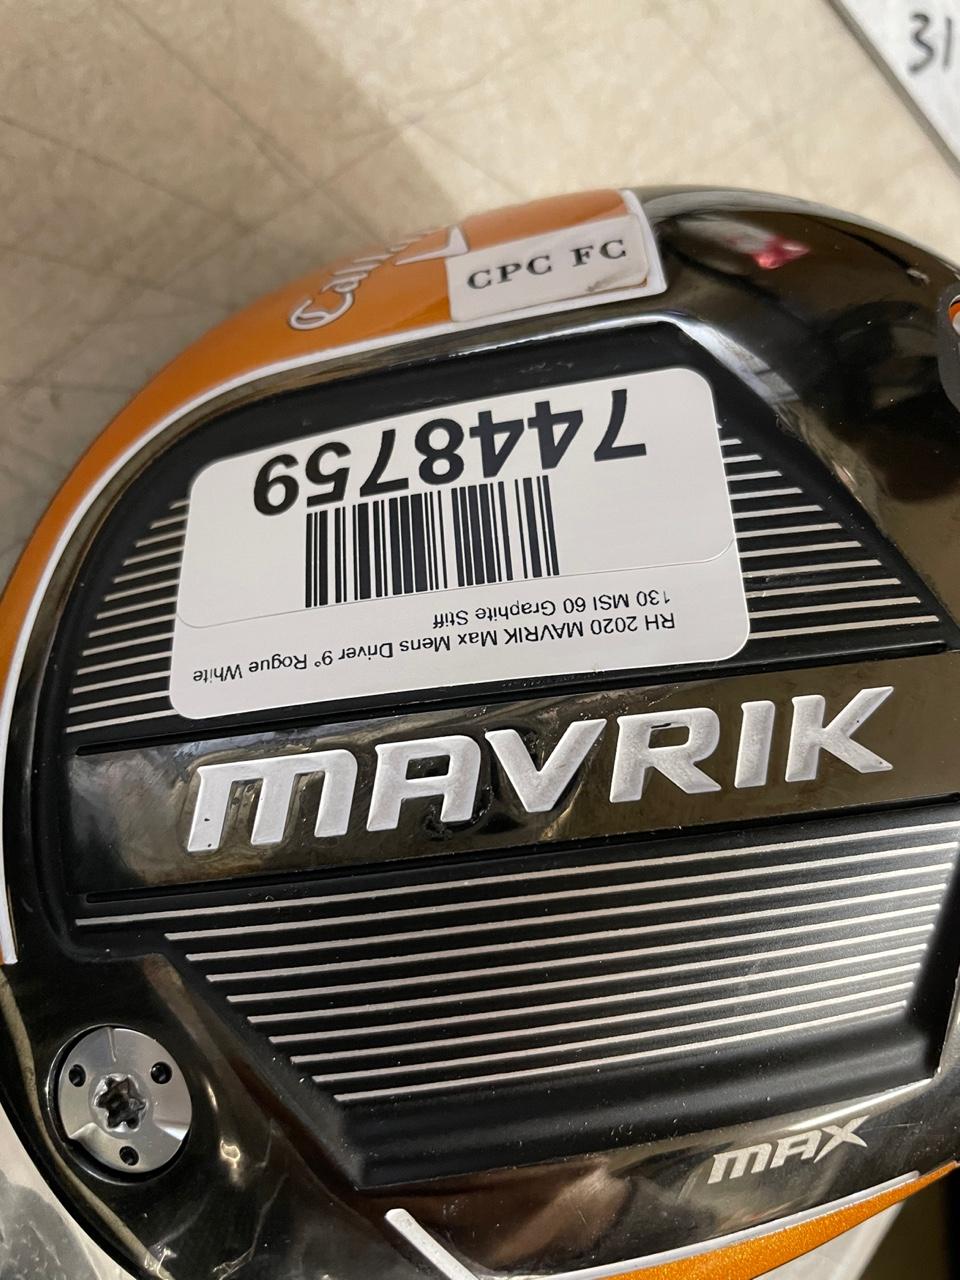 31
CPC FC
7448759
RH 2020 MAVRIK Max Mens Driver 9° Rogue White
130 MSI 60 Graphite Stiff
MAVRIK
MAX